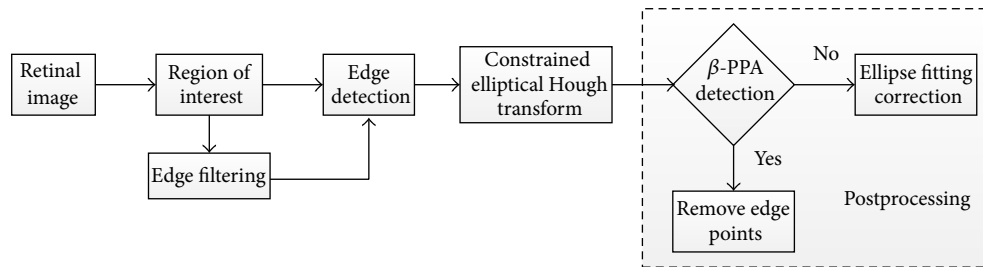 Retinal
image
Region of
interest
Edge filtering
Edge
detection
Constrained
elliptical Hough
transform
β-PPA
detection
No
Ellipse fitting
correction
Yes
Remove edge
points
Postprocessing